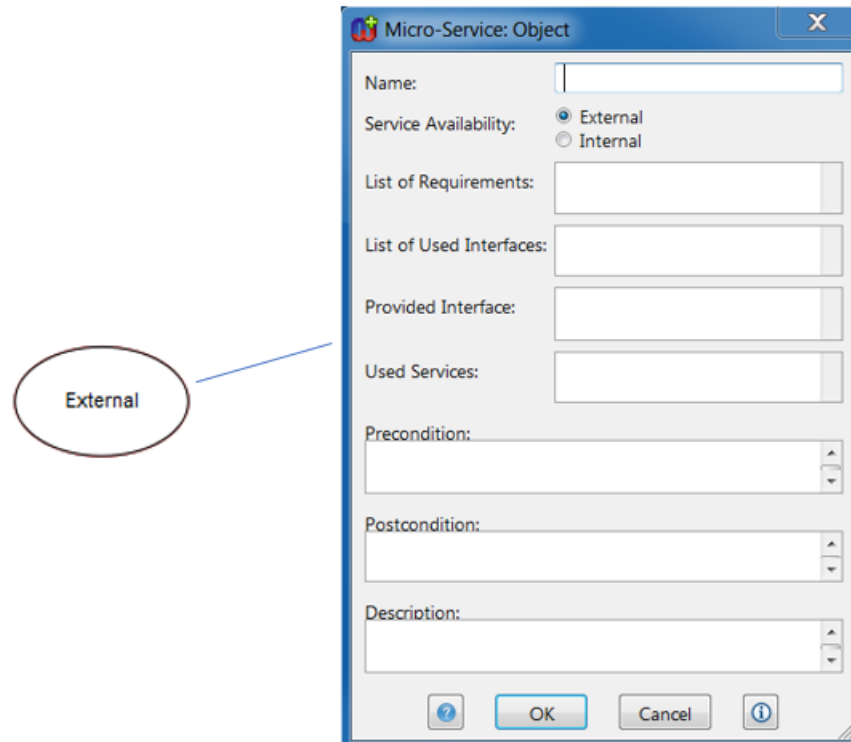 Micro-Service: Object
Name:
Service Availability:
External
Internal
List of Requirements:
List of Used Interfaces:
Provided Interface:
Used Services:
External
Precondition:
Postcondition:
Description:
OK
Cancel